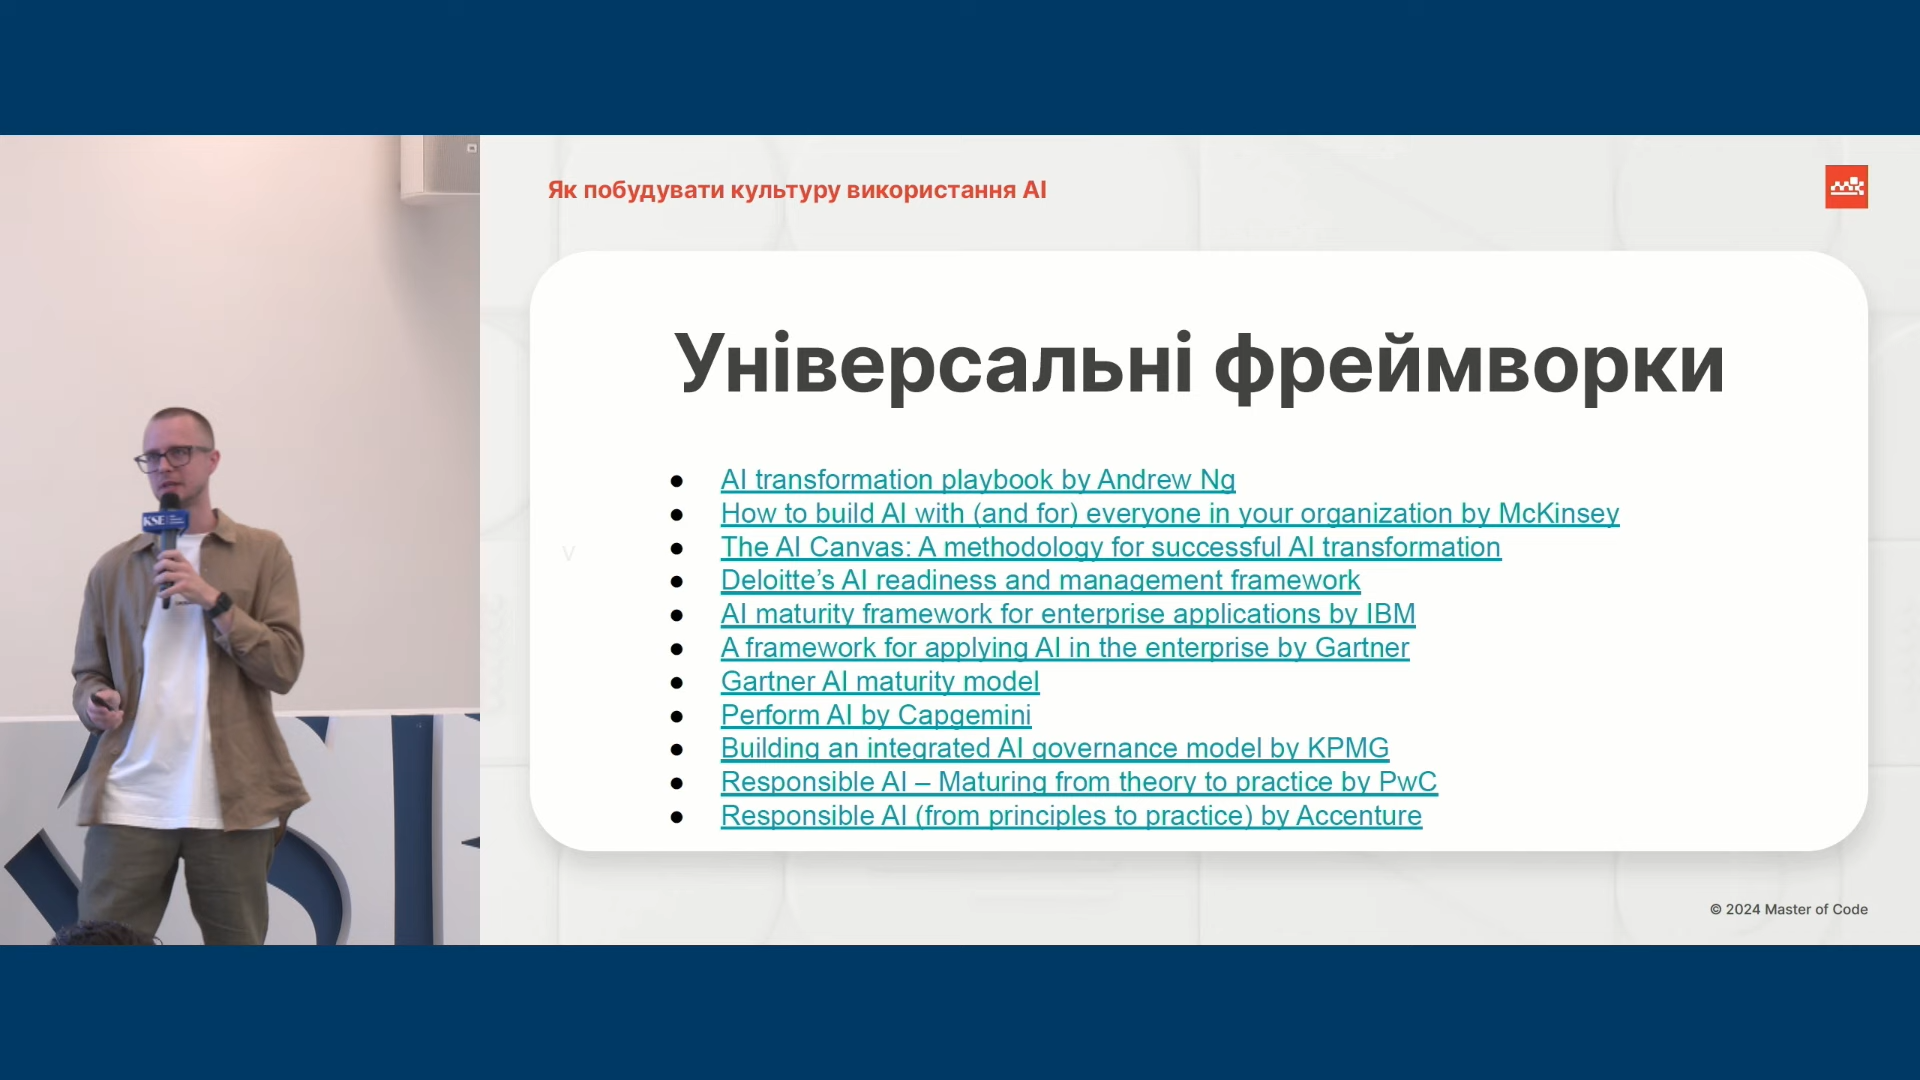 Як побудувати культуру використання AI
Універсальні фреймворки
AI transformation playbook by Andrew Ng
How to build AI with (and for) everyone in your organization by McKinsey
The AI Canvas: A methodology for successful AI transformation
Deloitte’s AI readiness and management framework
AI maturity framework for enterprise applications by IBM
A framework for applying AI in the enterprise by Gartner
Gartner AI maturity model
Perform AI by Capgemini
Building an integrated AI governance model by KPMG
Responsible AI – Maturing from theory to practice by PwC
Responsible AI (from principles to practice) by Accenture
v
KSE
© 2024 Master of Code